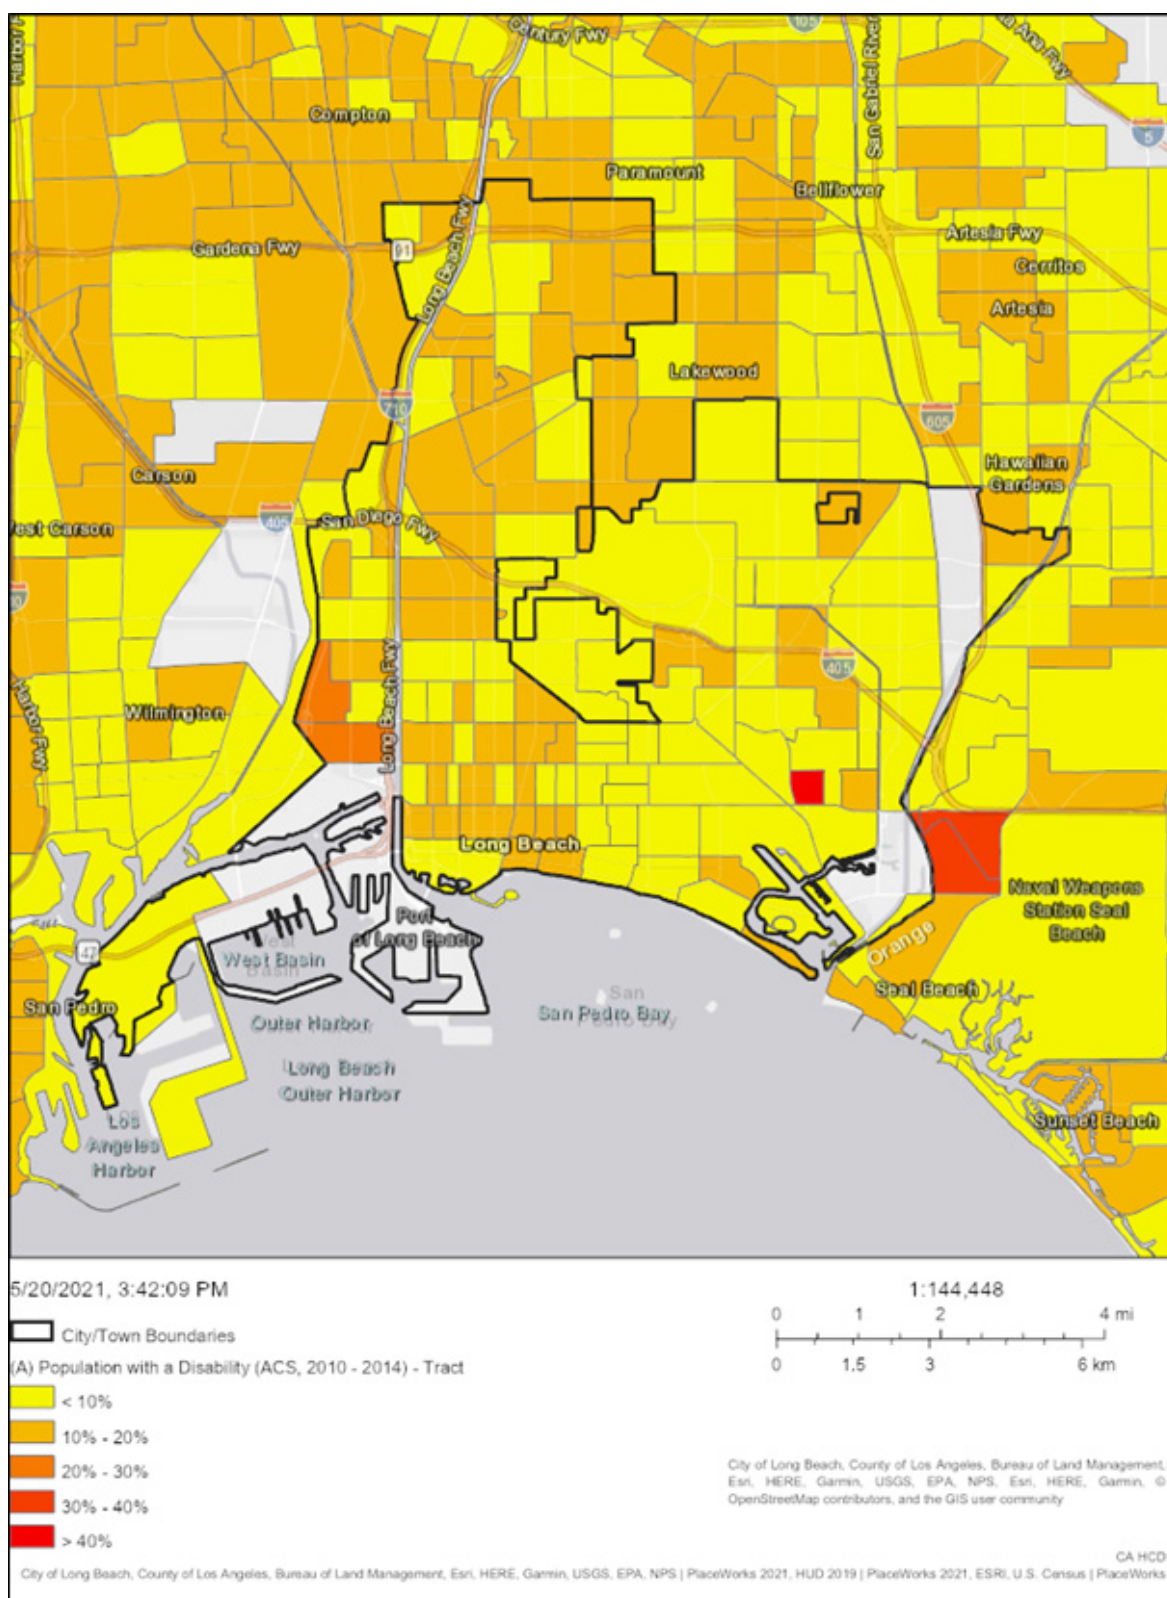 Harbor F
Century Fwy
105
San Gabriel River
a Ana Fwy
5
Compton
Paramount
Bellflower
Gardena Fwy
91
Long Beach Fwy
Artesia Fwy
Cerritos
Artesia
Lakewood
710
605
Carson
Hawaiian
Gardens
405
San Diego Fwy
est Carson
Long Beach Fwy
405
Wilmington
Harbor Fwy
Long Beach
Naval Weapons
Station Seal
Beach
Port
of Long Beach
West
Basin
West Basin
47
Orange
San Pedro
Seal Beach
San
San Pedro Bay
Outer Harbor
Long Beach
Outer Harbor
Los
Angeles
Harbor
Sunset Beach
5/20/2021, 3:42:09 PM
1:144,448
0 1 2 4 mi
0 1.5 3 6 km
City/Town Boundaries
(A) Population with a Disability (ACS, 2010 - 2014) - Tract
< 10%
10% - 20%
20% - 30%
30% - 40%
> 40%
City of Long Beach, County of Los Angeles, Bureau of Land Management,
Esri, HERE, Garmin, USGS, EPA, NPS, Esri, HERE, Garmin, ©
OpenStreetMap contributors, and the GIS user community
CA HCD
City of Long Beach, County of Los Angeles, Bureau of Land Management, Esri, HERE, Garmin, USGS, EPA, NPS | PlaceWorks 2021, HUD 2019 | PlaceWorks 2021, ESRI, U.S. Census | PlaceWorks